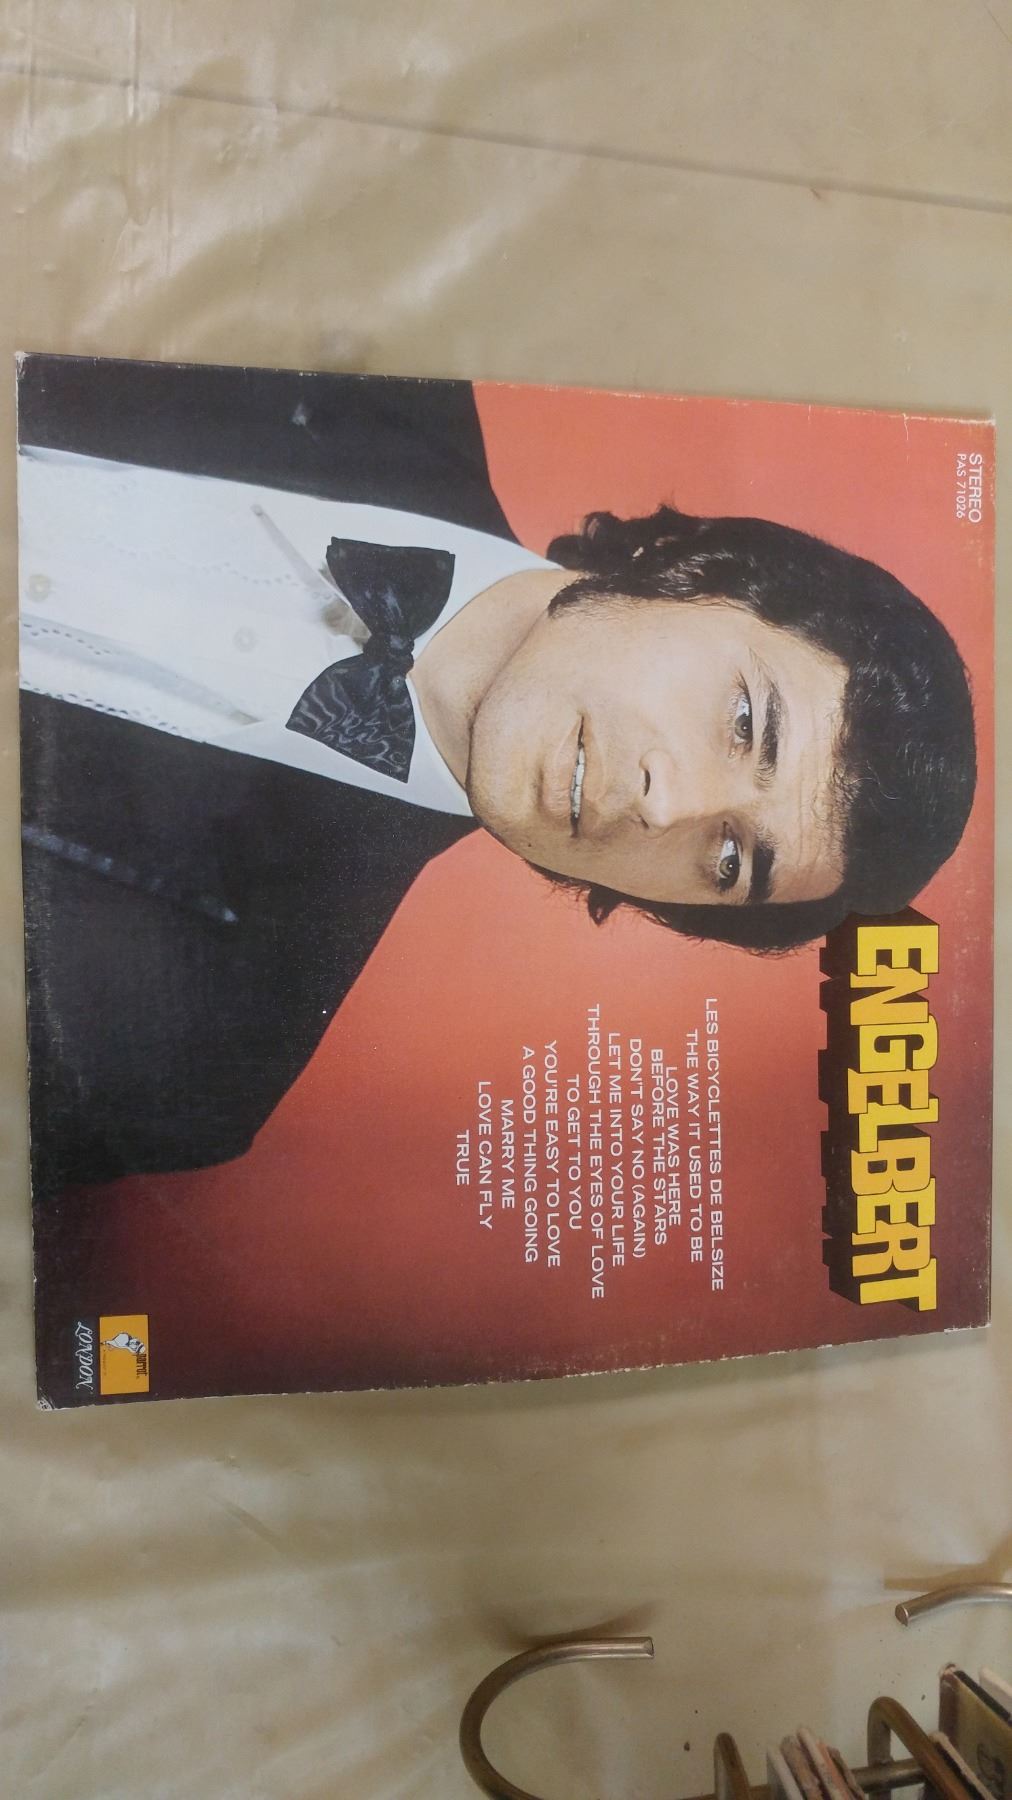 STEREO
PAS 71026
ENGELBERT
LES BICYCLETTES DE BELSIZE
THE WAY IT USED TO BE
LOVE WAS HERE
BEFORE THE STARS
DON'T SAY NO (AGAIN)
LET ME INTO YOUR LIFE
THROUGH THE EYES OF LOVE
TO GET TO YOU
YOU'RE EASY TO LOVE
A GOOD THING GOING
MARRY ME
LOVE CAN FLY
TRUE
parrot
LONDON